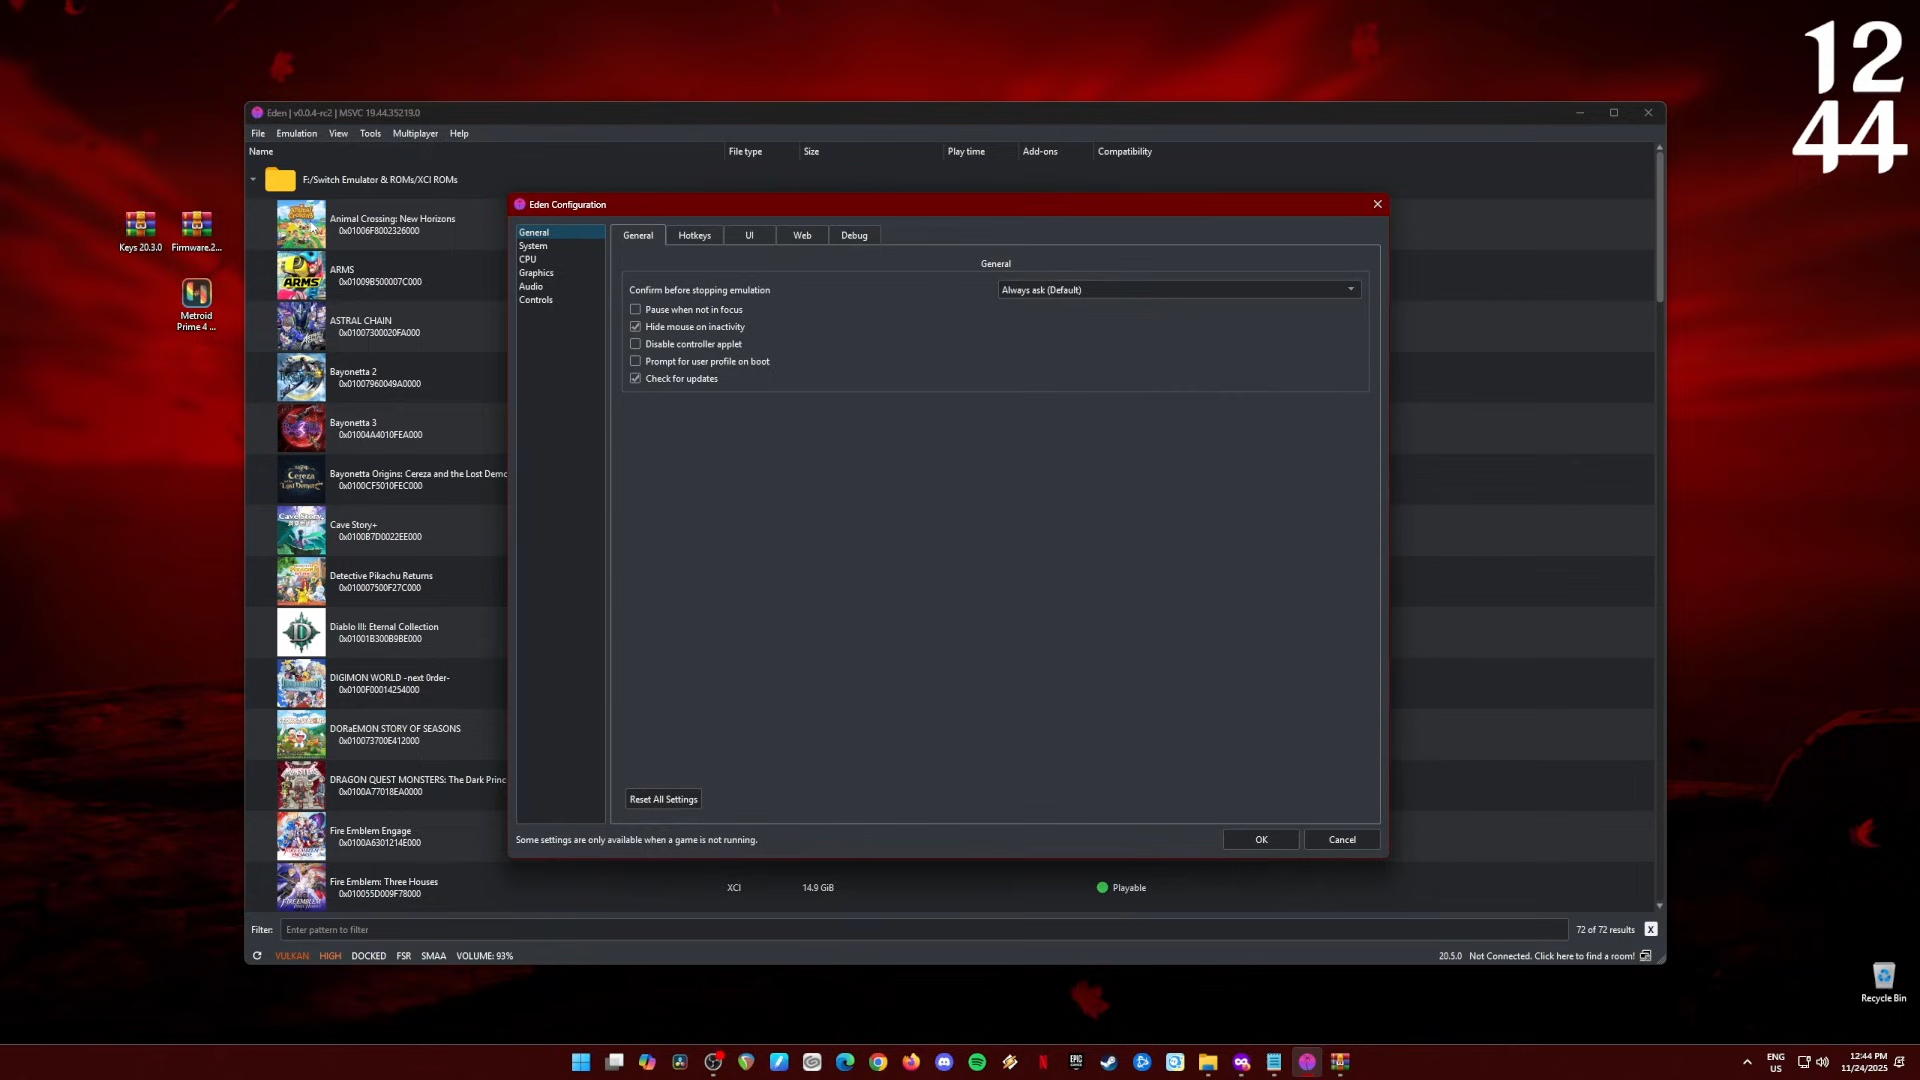 12
44
Eden | v0.0.4-rc2 | MSVC 19.44.35219.0
File Emulation View Tools Multiplayer Help
Name File type Size Play time Add-ons Compatibility
F:/Switch Emulator & ROMs/XCI ROMs
Animal Crossing: New Horizons
0x01006F8002326000
ARMS
0x01009B500007C000
ASTRAL CHAIN
0x01007300020FA000
Bayonetta 2
0x01007960049A0000
Bayonetta 3
0x01004A4010FEA000
Bayonetta Origins: Cereza and the Lost Demo
0x0100CF5010FEC000
Cave Story+
0x0100B7D0022EE000
Detective Pikachu Returns
0x010007500F27C000
Diablo III: Eternal Collection
0x01001B300B9BE000
DIGIMON WORLD -next 0rder-
0x0100F00014254000
DORaEMON STORY OF SEASONS
0x010073700E412000
DRAGON QUEST MONSTERS: The Dark Princ
0x0100A77018EA0000
Fire Emblem Engage
0x0100A6301214E000
Fire Emblem: Three Houses
0x010055D009F78000
XCI 14.9 GiB Playable
Keys 20.3.0 Firmware.2...
Metroid
Prime 4 ...
Eden Configuration
General
System
CPU
Graphics
Audio
Controls
General Hotkeys UI Web Debug
General
Confirm before stopping emulation Always ask (Default)
Pause when not in focus
Hide mouse on inactivity
Disable controller applet
Prompt for user profile on boot
Check for updates
Reset All Settings
Some settings are only available when a game is not running. OK Cancel
Filter: Enter pattern to filter 72 of 72 results X
VULKAN HIGH DOCKED FSR SMAA VOLUME: 93% 20.5.0 Not Connected. Click here to find a room!
Recycle Bin
ENG
US
12:44 PM
11/24/2025